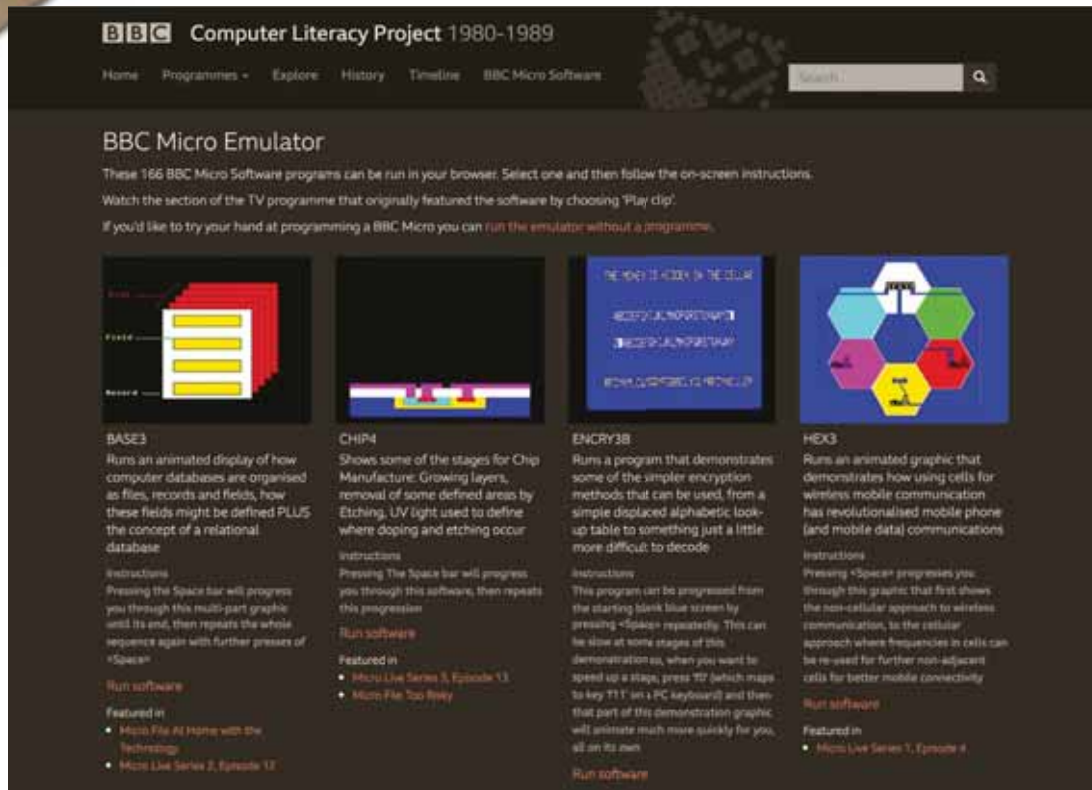 BBC Computer Literacy Project 1980-1989
Home Programmes Explore History Timeline BBC Micro Software
Search
BBC Micro Emulator
These 166 BBC Micro Software programs can be run in your browser. Select one and then follow the on-screen instructions.
Watch the section of the TV programme that originally featured the software by choosing 'Play clip'.
If you'd like to try your hand at programming a BBC Micro you can run the emulator without a programme.
Field
Record
BASE3
Runs an animated display of how
computer databases are organised
as files, records and fields, how
these fields might be defined PLUS
the concept of a relational
database
Instructions
Pressing the Space bar will progress
you through this multi-part graphic
until its end, then repeats the whole
sequence again with further presses of
<Space>
Run software
Featured in
Micro File At Home with the
Technology
Micro Live Series 2, Episode 12
CHIP4
Shows some of the stages for Chip
Manufacture: Growing layers,
removal of some defined areas by
Etching, UV light used to define
where doping and etching occur
Instructions
Pressing The Space bar will progress
you through this software, then repeats
this progression
Run software
Featured in
Micro Live Series 3, Episode 13
Micro File Too Risky
THE MONEY IS HIDDEN IN THE CELLAR
ENCRY3B
Runs a program that demonstrates
some of the simpler encryption
methods that can be used, from a
simple displaced alphabetic look-
up table to something just a little
more difficult to decode
Instructions
This program can be progressed from
the starting blank blue screen by
pressing <Space> repeatedly. This can
be slow at some stages of this
demonstration so, when you want to
speed up a stage, press 'f0' (which maps
to key 'F11' on a PC keyboard) and then
that part of this demonstration graphic
will animate much more quickly for you,
all on its own
Run software
HEX3
Runs an animated graphic that
demonstrates how using cells for
wireless mobile communication
has revolutionalised mobile phone
(and mobile data) communications
Instructions
Pressing <Space> progresses you
through this graphic that first shows
the non-cellular approach to wireless
communication, to the cellular
approach where frequencies in cells can
be re-used for further non-adjacent
cells for better mobile connectivity
Run software
Featured in
Micro Live Series 1, Episode 4